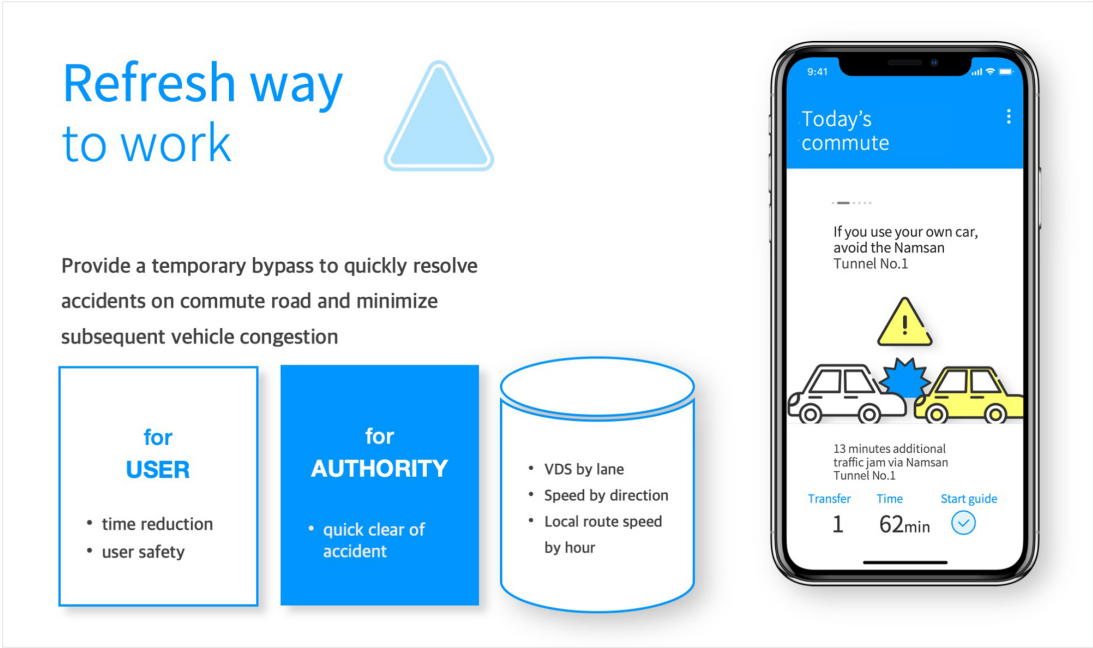 Refresh way
to work
Provide a temporary bypass to quickly resolve
accidents on commute road and minimize
subsequent vehicle congestion
for
USER
• time reduction
• user safety
for
AUTHORITY
• quick clear of
accident
• VDS by lane
• Speed by direction
• Local route speed
by hour
9:41
Today's
commute
If you use your own car,
avoid the Namsan
Tunnel No.1
!
13 minutes additional
traffic jam via Namsan
Tunnel No.1
Transfer Time Start guide
1 62min